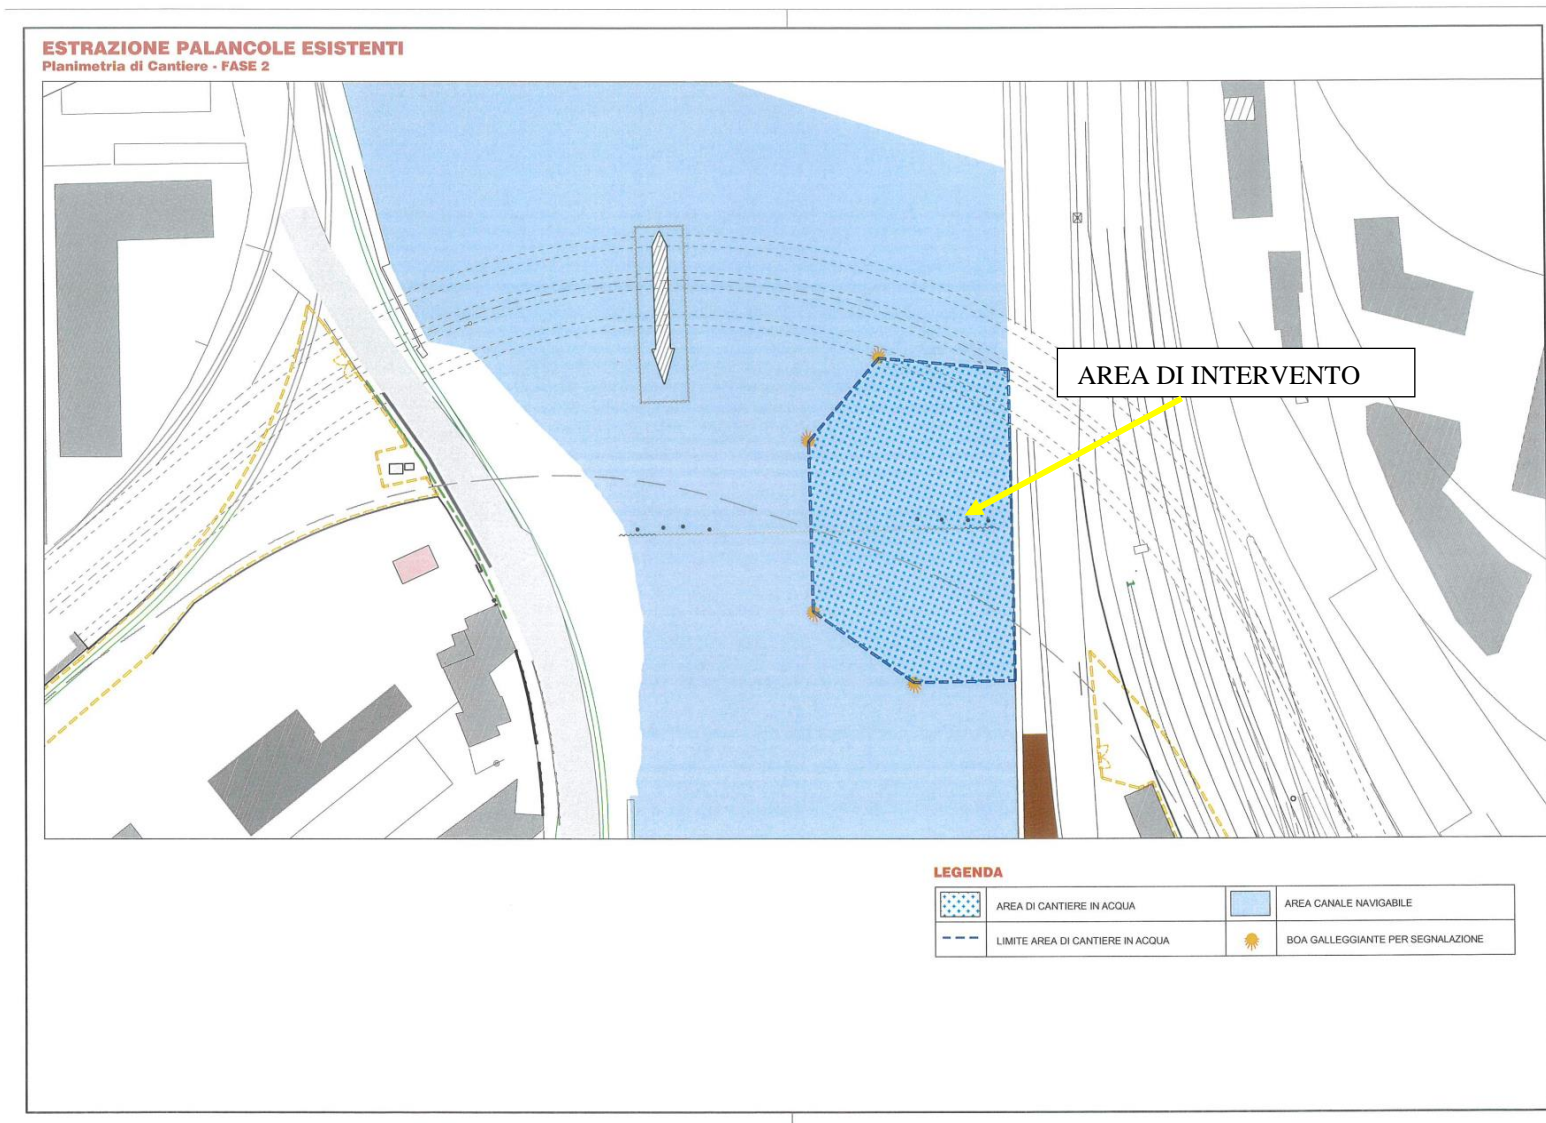 ESTRAZIONE PALANCOLE ESISTENTI
Planimetria di Cantiere - FASE 2
AREA DI INTERVENTO
LEGENDA
AREA DI CANTIERE IN ACQUA
AREA CANALE NAVIGABILE
LIMITE AREA DI CANTIERE IN ACQUA
BOA GALLEGGIANTE PER SEGNALAZIONE